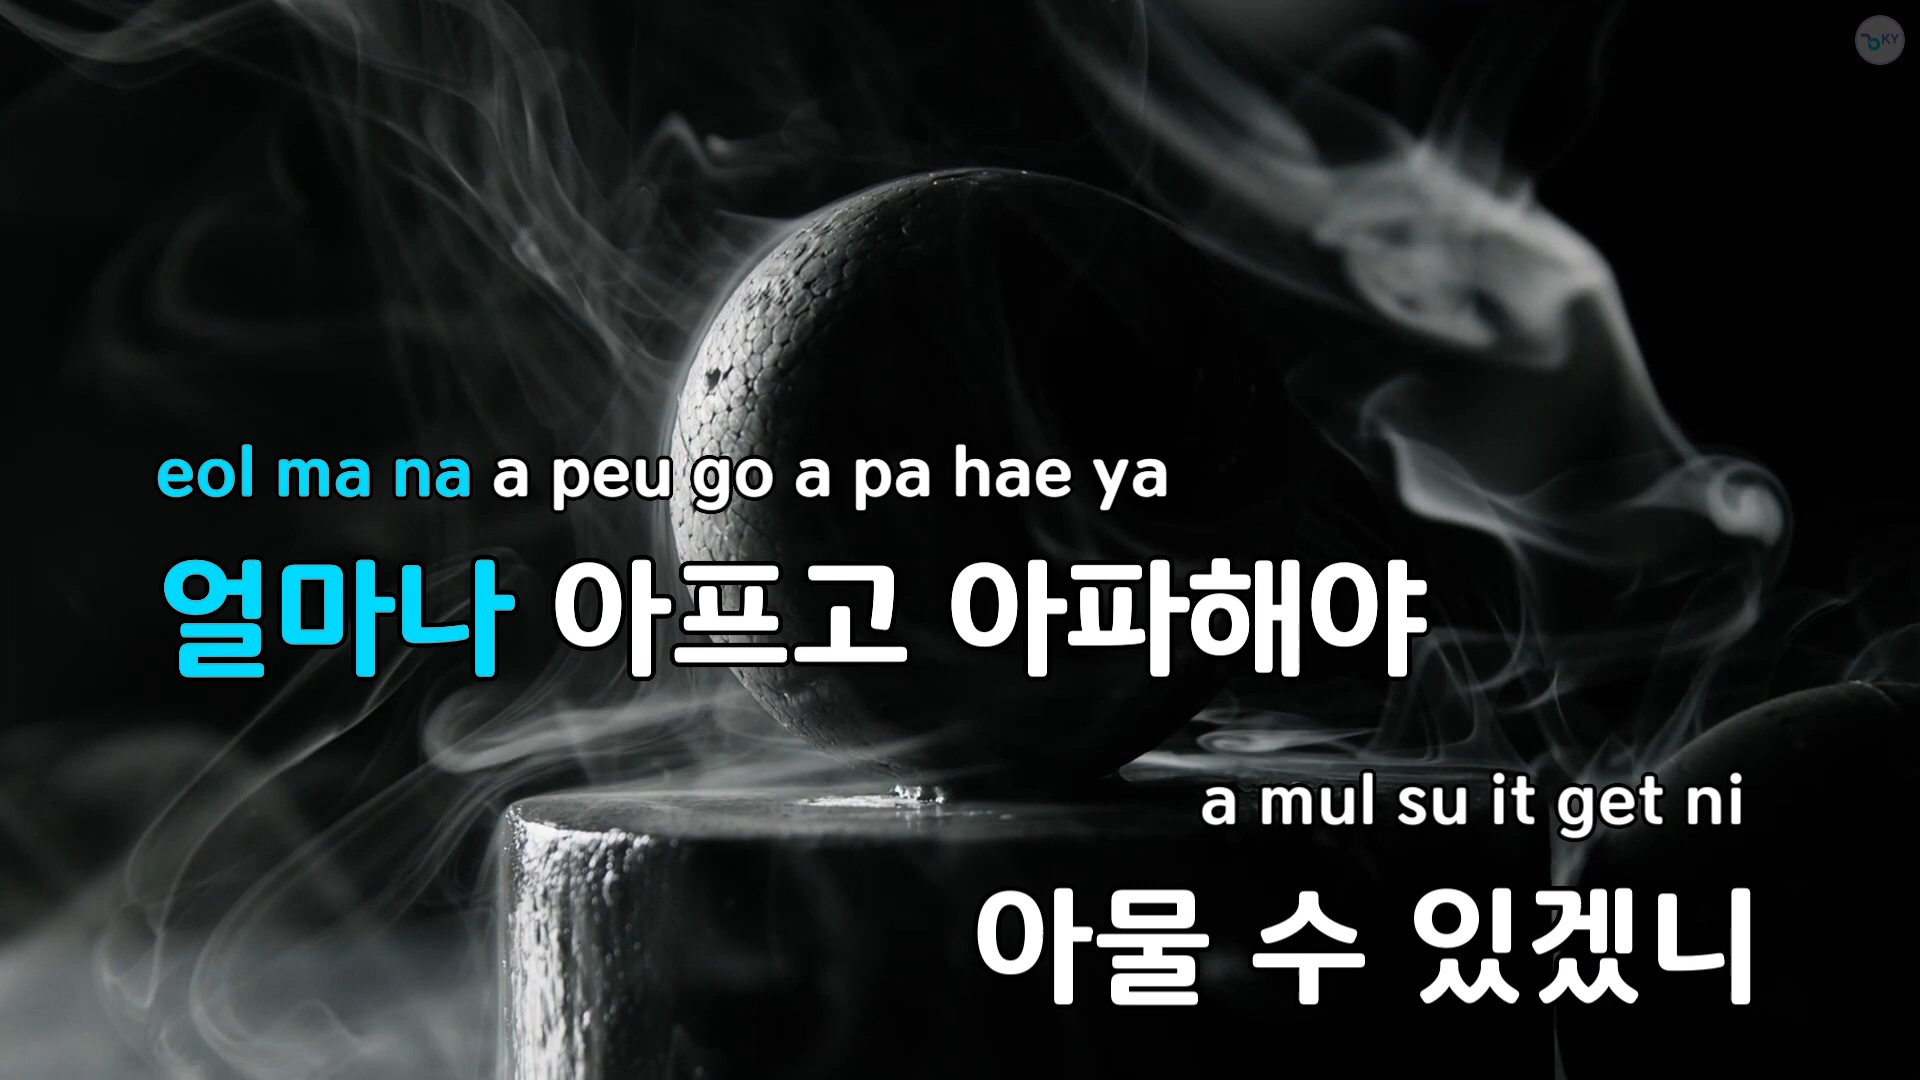 KY
eol ma na a peu go a pa hae ya
얼마나 아프고 아파해야
a mul su it get ni
아물 수 있겠니